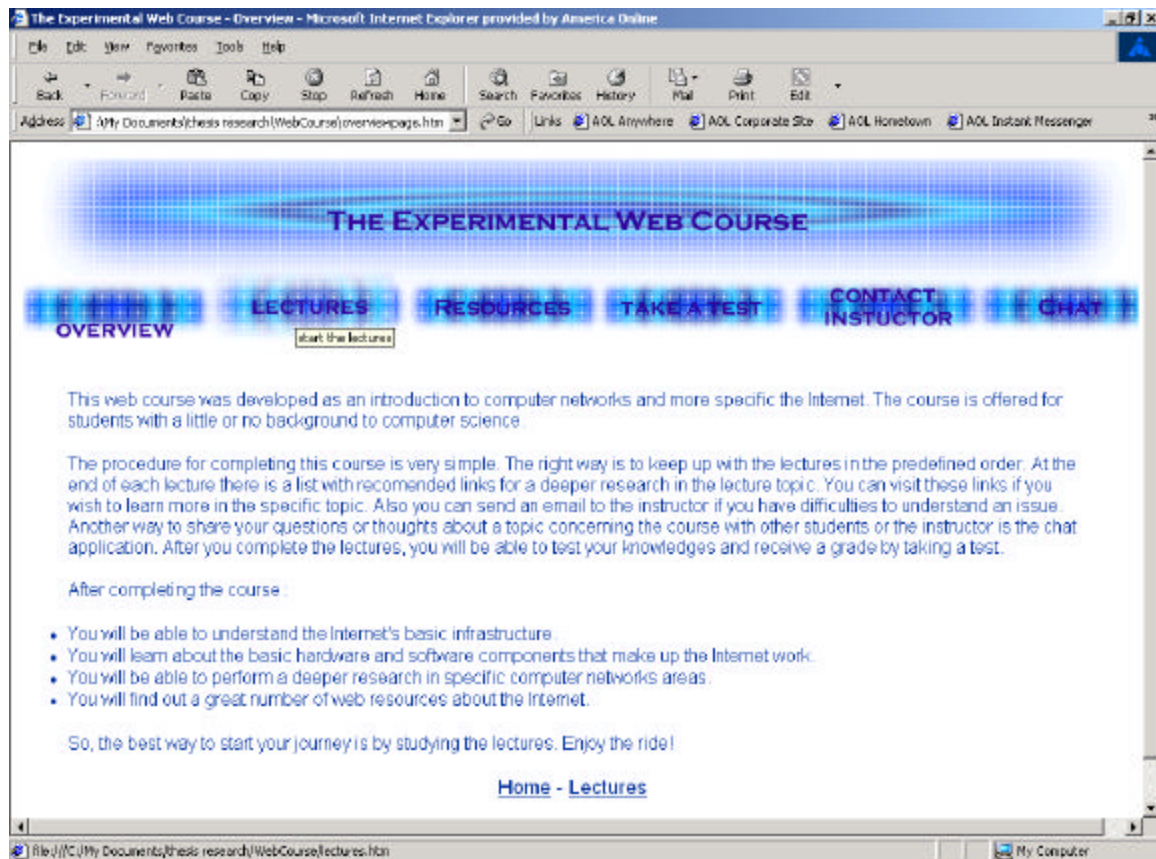 The Experimental Web Course - Overview - Microsoft Internet Explorer provided by America Online
File Edit View Favorites Tools Help
Back Forward Paste Copy Stop Refresh Home Search Favorites History Mail Print Edit
Address \My Documents\thesis research\WebCourse\overviewpage.htm Go Links AOL Anywhere AOL Corporate Site AOL Hometown AOL Instant Messenger
THE EXPERIMENTAL WEB COURSE
OVERVIEW LECTURES RESOURCES TAKE A TEST CONTACT INSTUCTOR CHAT
start the lectures
This web course was developed as an introduction to computer networks and more specific the Internet. The course is offered for
students with a little or no background to computer science.
The procedure for completing this course is very simple. The right way is to keep up with the lectures in the predefined order. At the
end of each lecture there is a list with recomended links for a deeper research in the lecture topic. You can visit these links if you
wish to learn more in the specific topic. Also you can send an email to the instructor if you have difficulties to understand an issue.
Another way to share your questions or thoughts about a topic concerning the course with other students or the instructor is the chat
application. After you complete the lectures, you will be able to test your knowledges and receive a grade by taking a test.
After completing the course :
• You will be able to understand the Internet's basic infrastructure.
• You will learn about the basic hardware and software components that make up the Internet work.
• You will be able to perform a deeper research in specific computer networks areas.
• You will find out a great number of web resources about the Internet.
So, the best way to start your journey is by studying the lectures. Enjoy the ride!
Home - Lectures
file:///C:/My Documents/thesis research/WebCourse/lectures.htm My Computer